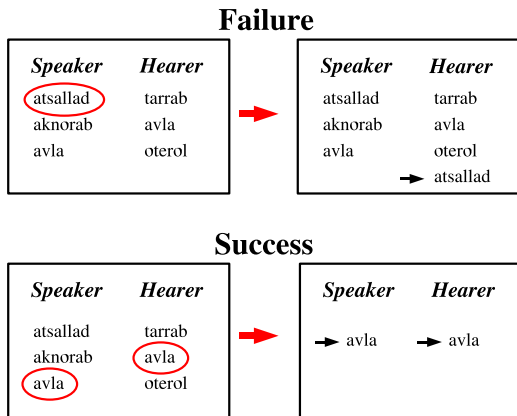 Failure
Speaker Hearer
atsallad tarrab
aknorab avla
avla oterol
Speaker Hearer
atsallad tarrab
aknorab avla
avla oterol
atsallad
Success
Speaker Hearer
atsallad tarrab
aknorab avla
avla oterol
Speaker Hearer
avla avla